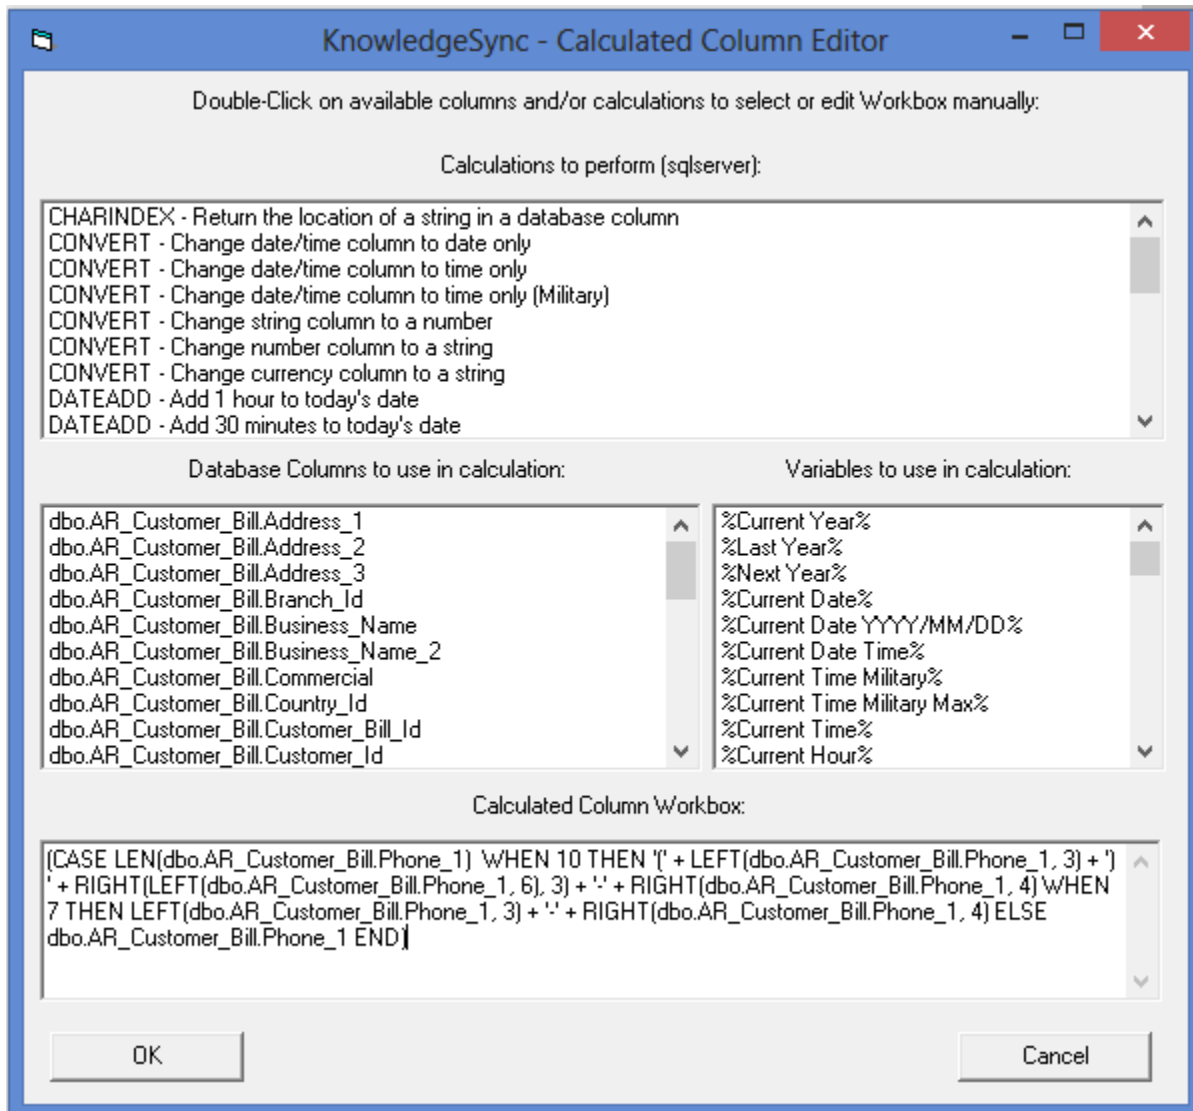 KnowledgeSync - Calculated Column Editor
Double-Click on available columns and/or calculations to select or edit Workbox manually:
Calculations to perform (sqlserver):
CHARINDEX - Return the location of a string in a database column
CONVERT - Change date/time column to date only
CONVERT - Change date/time column to time only
CONVERT - Change date/time column to time only (Military)
CONVERT - Change string column to a number
CONVERT - Change number column to a string
CONVERT - Change currency column to a string
DATEADD - Add 1 hour to today's date
DATEADD - Add 30 minutes to today's date
Database Columns to use in calculation:
dbo.AR_Customer_Bill.Address_1
dbo.AR_Customer_Bill.Address_2
dbo.AR_Customer_Bill.Address_3
dbo.AR_Customer_Bill.Branch_Id
dbo.AR_Customer_Bill.Business_Name
dbo.AR_Customer_Bill.Business_Name_2
dbo.AR_Customer_Bill.Commercial
dbo.AR_Customer_Bill.Country_Id
dbo.AR_Customer_Bill.Customer_Bill_Id
dbo.AR_Customer_Bill.Customer_Id
Variables to use in calculation:
%Current Year%
%Last Year%
%Next Year%
%Current Date%
%Current Date YYYY/MM/DD%
%Current Date Time%
%Current Time Military%
%Current Time Military Max%
%Current Time%
%Current Hour%
Calculated Column Workbox:
(CASE LEN(dbo.AR_Customer_Bill.Phone_1)  WHEN 10 THEN '(' + LEFT(dbo.AR_Customer_Bill.Phone_1, 3) + ')
' + RIGHT(LEFT(dbo.AR_Customer_Bill.Phone_1, 6), 3) + '-' + RIGHT(dbo.AR_Customer_Bill.Phone_1, 4) WHEN
7 THEN LEFT(dbo.AR_Customer_Bill.Phone_1, 3) + '-' + RIGHT(dbo.AR_Customer_Bill.Phone_1, 4) ELSE
dbo.AR_Customer_Bill.Phone_1 END)
OK
Cancel